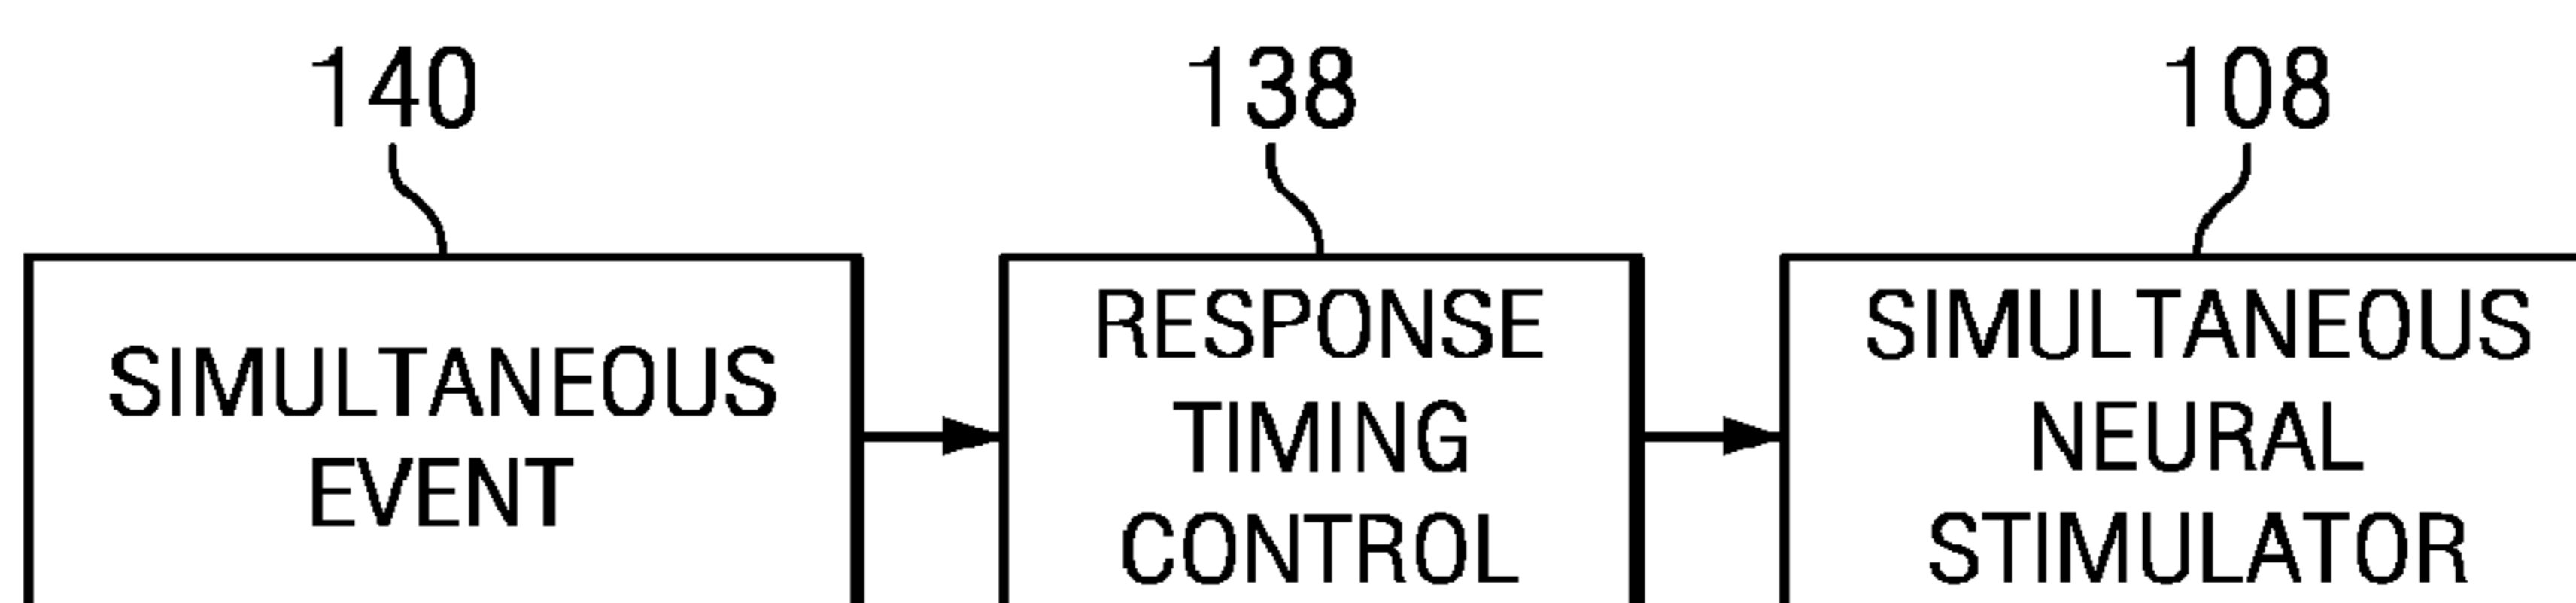 140
138
108
SIMULTANEOUS
EVENT
RESPONSE
TIMING
CONTROL
SIMULTANEOUS
NEURAL
STIMULATOR